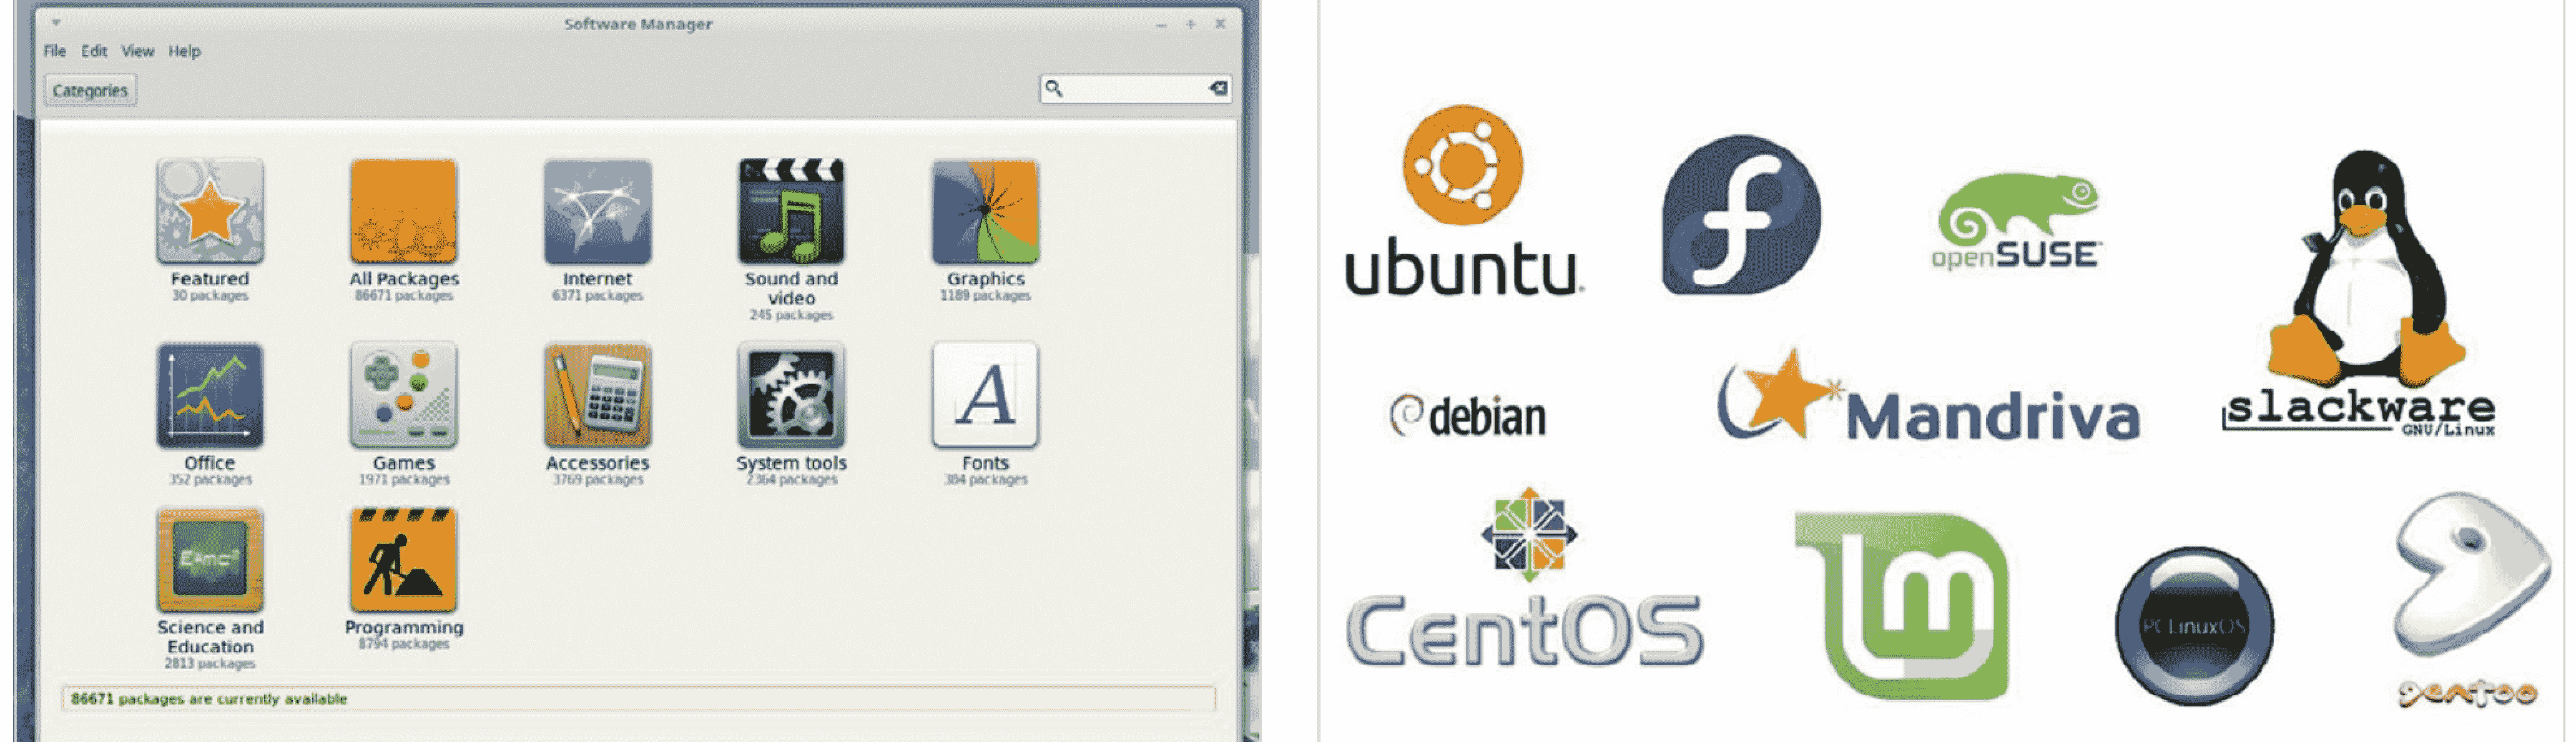 Software Manager
File Edit View Help
Categories
Featured
30 packages
All Packages
86671 packages
Internet
6371 packages
Sound and
video
245 packages
Graphics
1189 packages
Office
352 packages
Games
1971 packages
Accessories
3769 packages
System tools
2364 packages
A
Fonts
384 packages
E=mc²
Science and
Education
2813 packages
Programming
8794 packages
86671 packages are currently available
ubuntu
f
openSUSE
debian
Mandriva
slackware
GNU/Linux
CentOS
lm
PCLinuxOS
gentoo